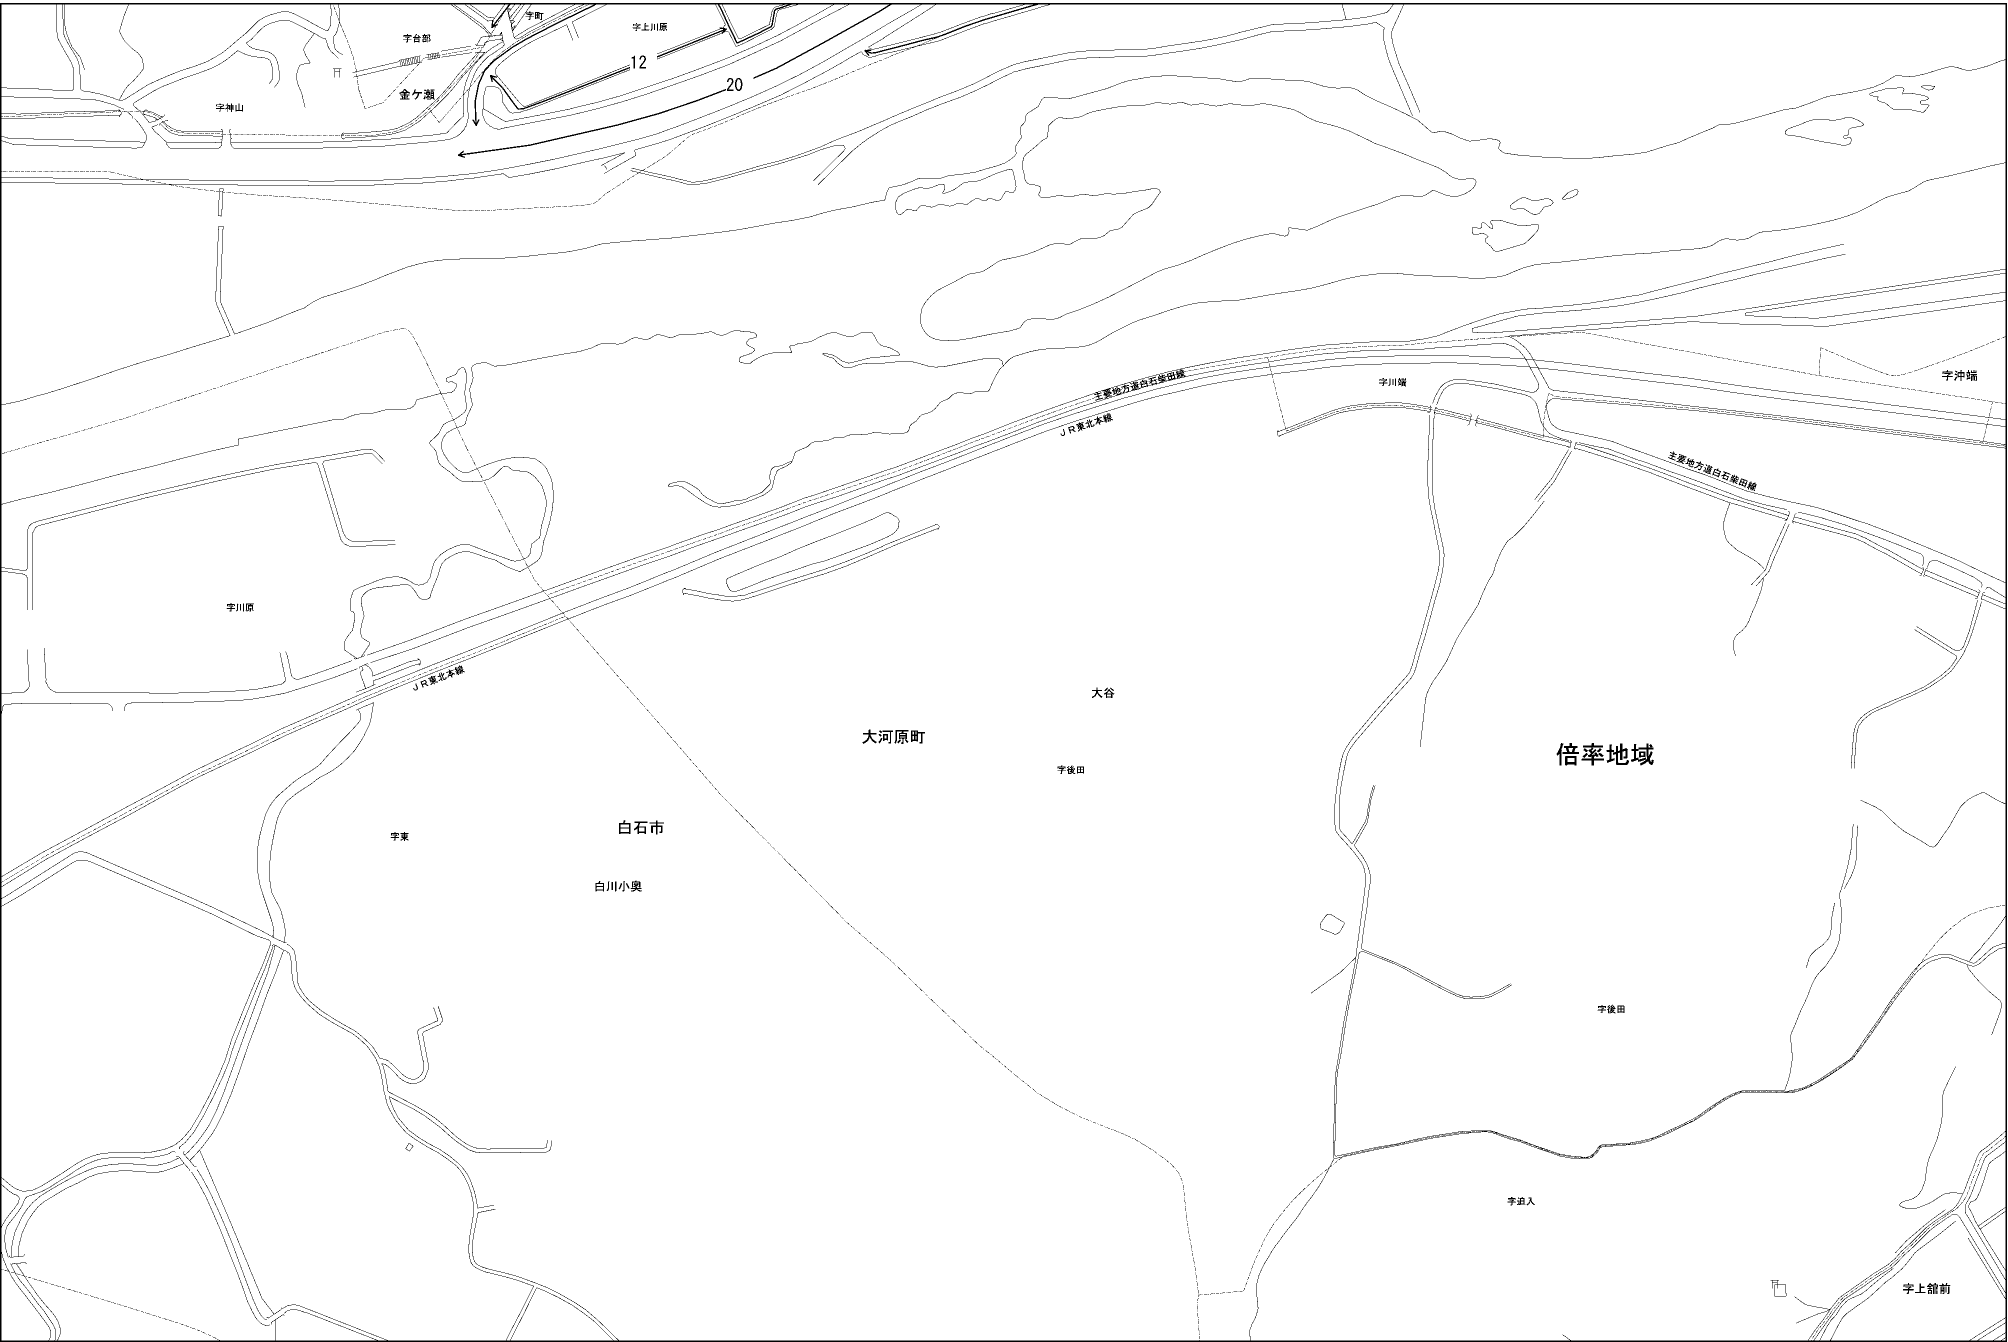 字町
字上川原
字台部
12
20
金ケ瀬
字神山
主要地方道白石柴田線
字川端
字沖端
JR東北本線
主要地方道白石柴田線
字川原
JR東北本線
大谷
大河原町
倍率地域
字後田
白石市
字東
白川小奥
字後田
字迫入
字上舘前